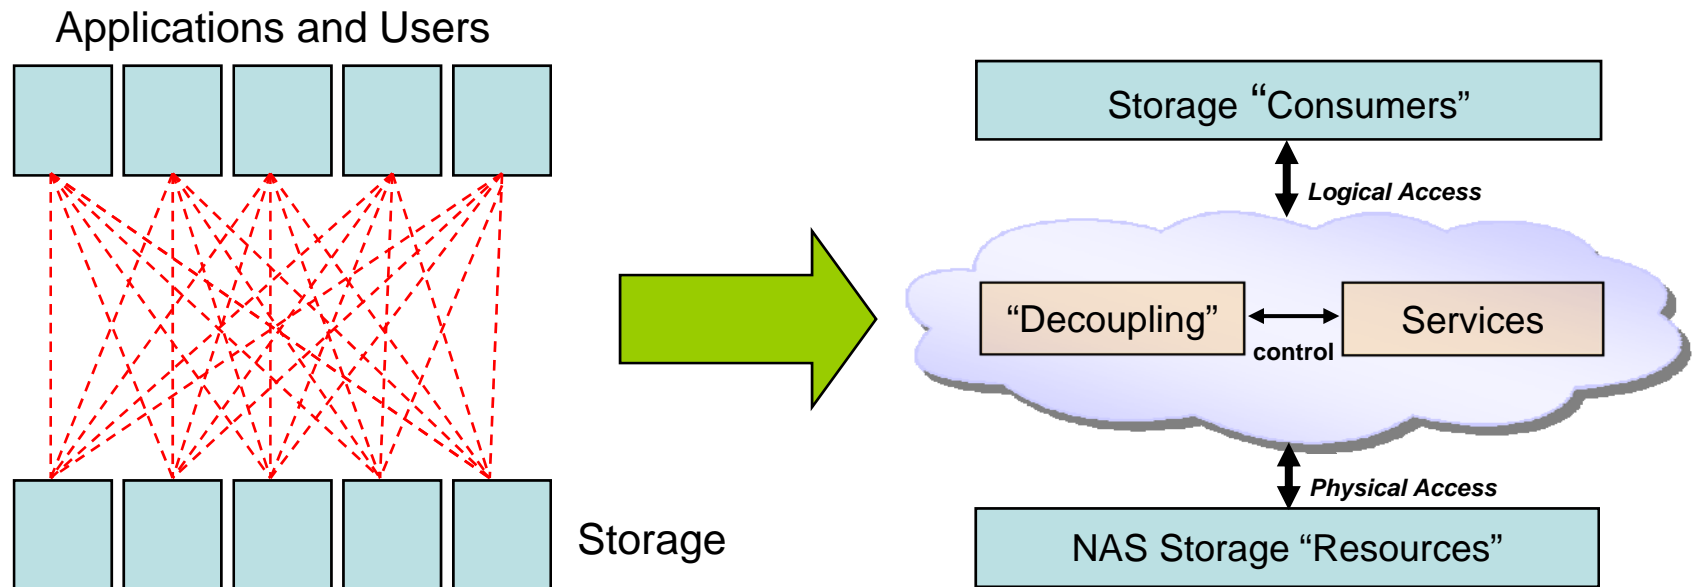 Applications and Users
Storage
Storage “Consumers”
Logical Access
“Decoupling”
control
Services
Physical Access
NAS Storage “Resources”